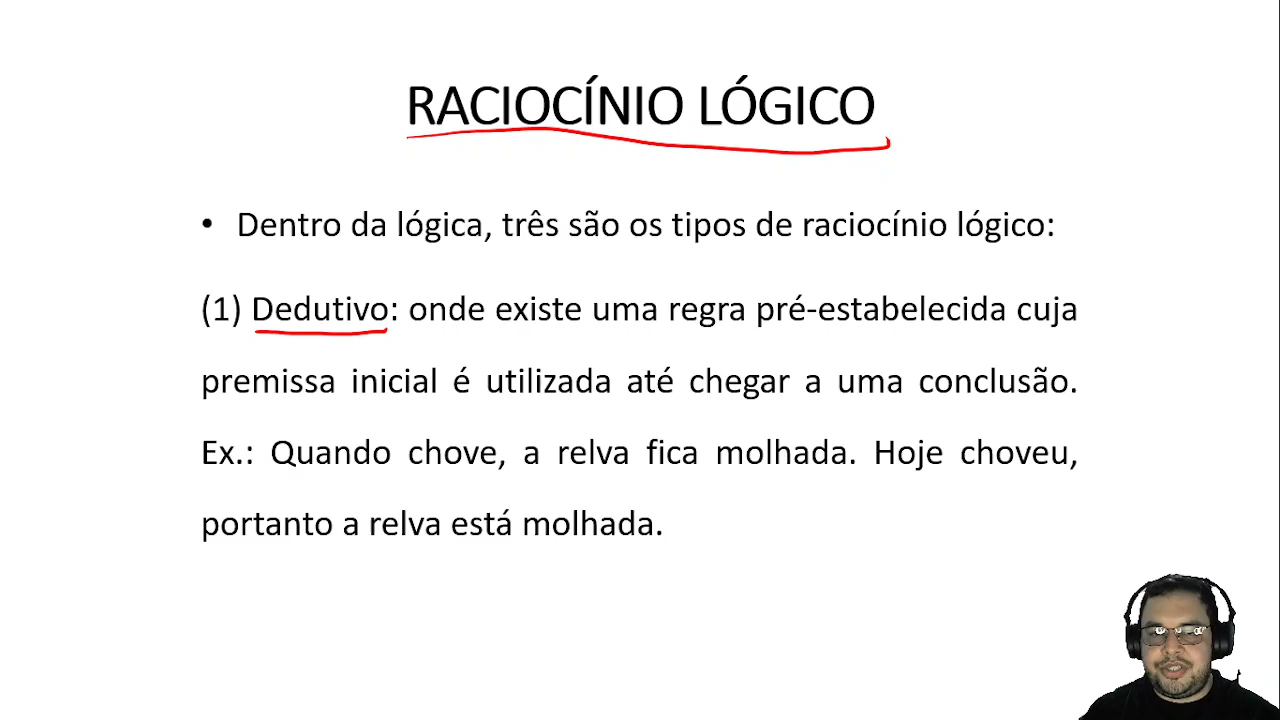 RACIOCÍNIO LÓGICO
• Dentro da lógica, três são os tipos de raciocínio lógico:
(1) Dedutivo: onde existe uma regra pré-estabelecida cuja
premissa inicial é utilizada até chegar a uma conclusão.
Ex.: Quando chove, a relva fica molhada. Hoje choveu,
portanto a relva está molhada.